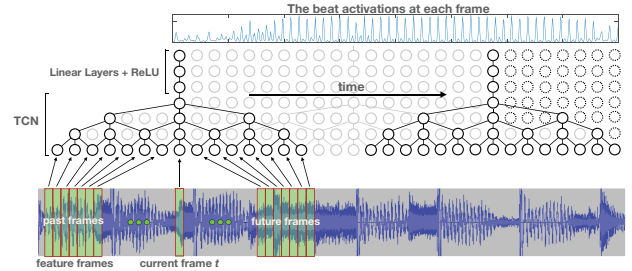 The beat activations at each frame
Linear Layers + ReLU
time
TCN
past frames
future frames
feature frames
current frame t